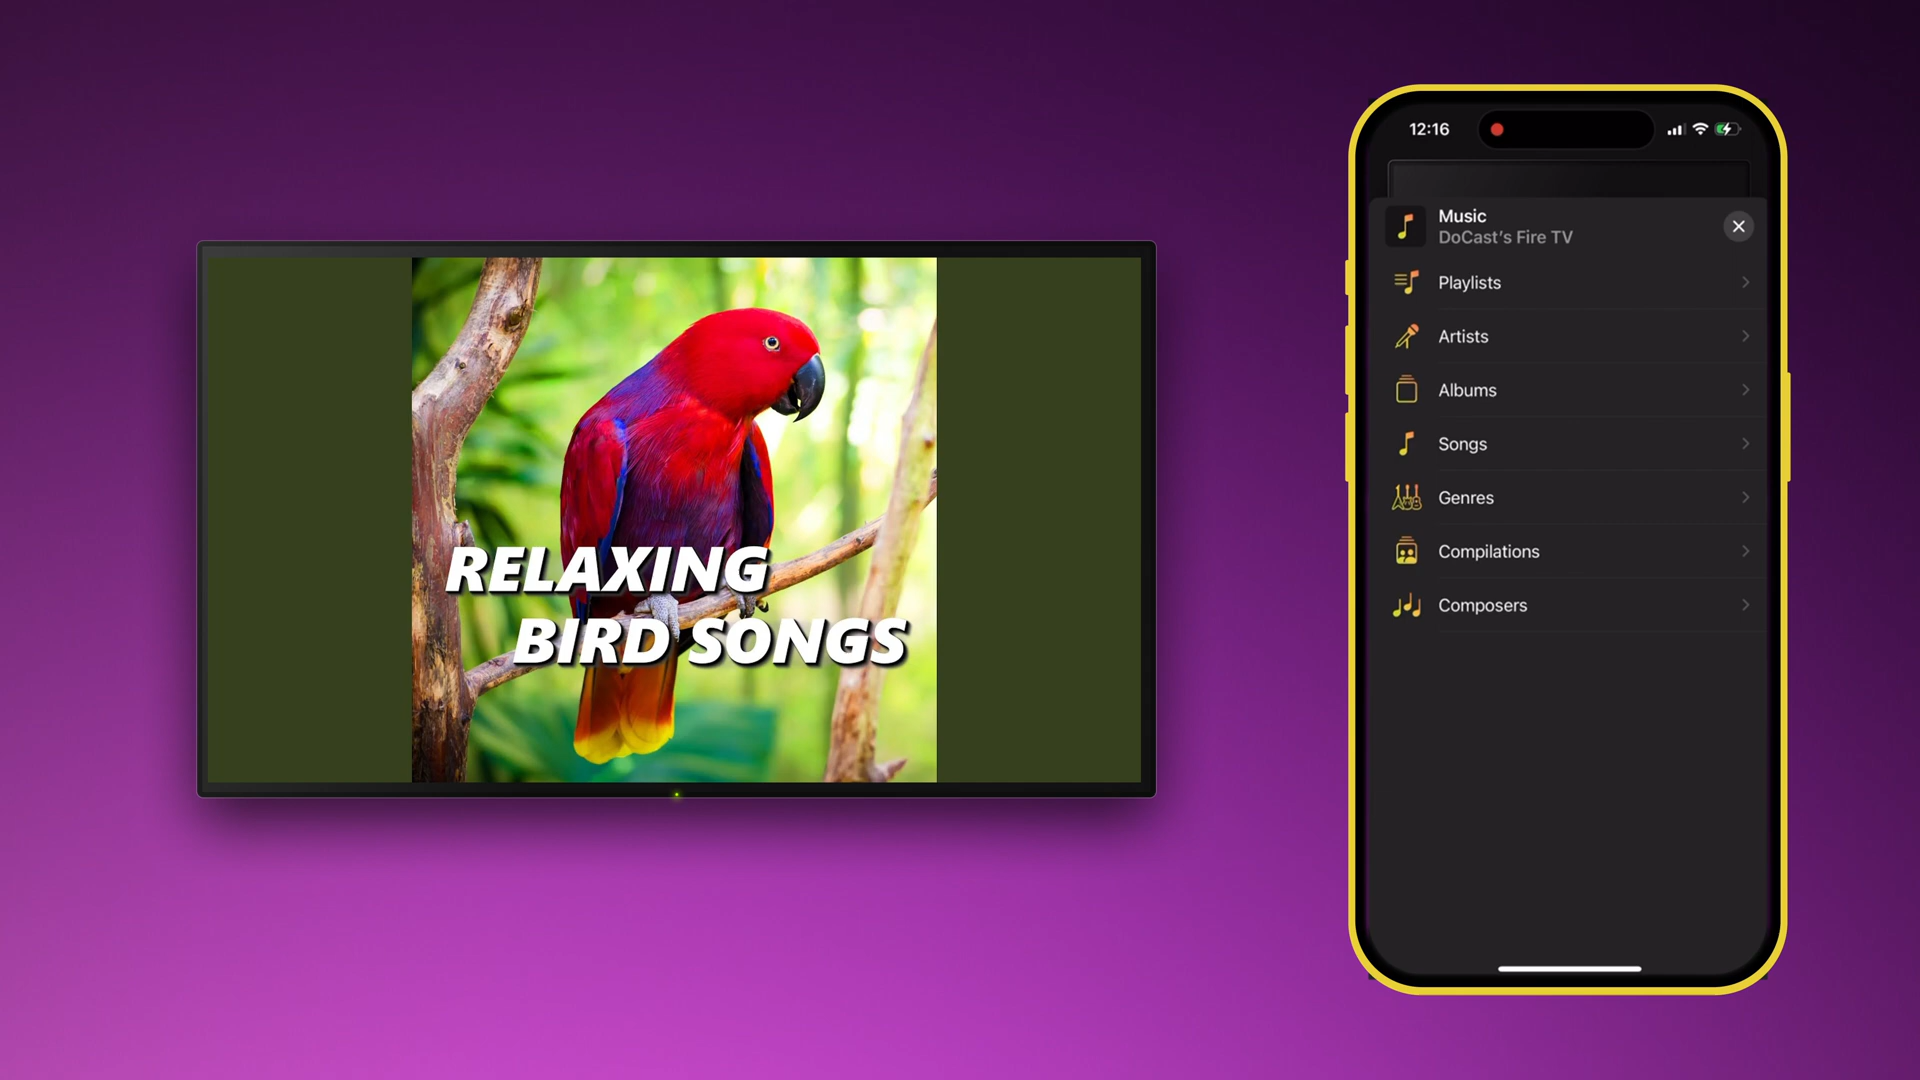 RELAXING
BIRD SONGS
12:16
Music
DoCast’s Fire TV
Playlists
Artists
Albums
Songs
Genres
Compilations
Composers